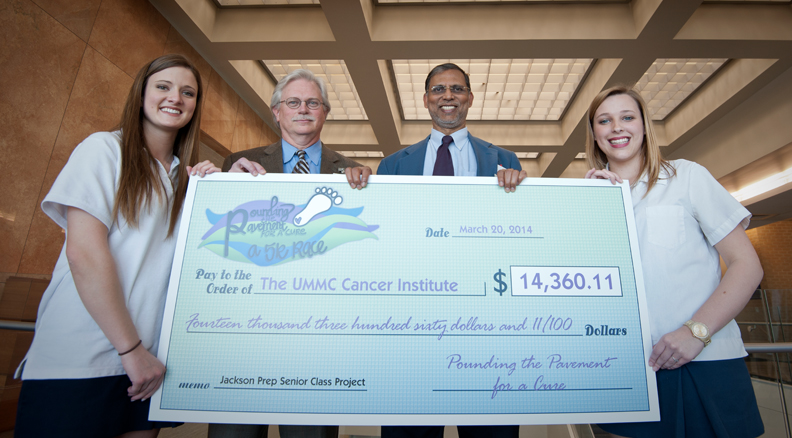 Pounding
the
Pavement
FOR A CURE
a 5k Race
Date March 20, 2014
Pay to the
Order of The UMMC Cancer Institute $ 14,360.11
Fourteen thousand three hundred sixty dollars and 11/100 Dollars
memo Jackson Prep Senior Class Project
Pounding the Pavement
for a Cure